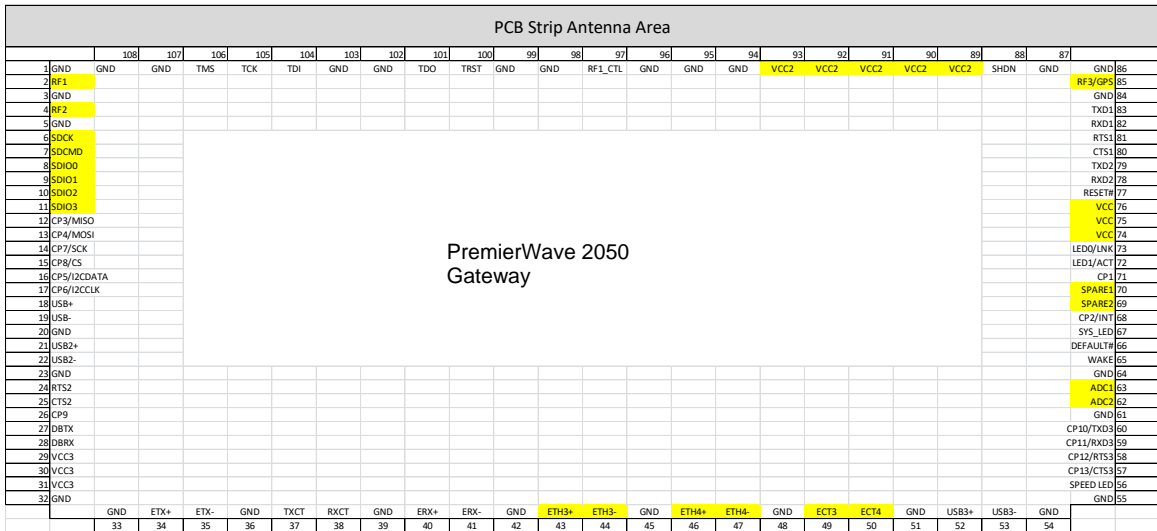 PCB Strip Antenna Area
108 107 106 105 104 103 102 101 100 99 98 97 96 95 94 93 92 91 90 89 88 87
1 GND GND GND TMS TCK TDI GND GND TDO TRST GND GND RF1_CTL GND GND GND VCC2 VCC2 VCC2 VCC2 VCC2 SHDN GND GND 86
2 RF1 RF3/GPS 85
3 GND GND 84
4 RF2 TXD1 83
5 GND RXD1 82
6 SDCK RTS1 81
7 SDCMD CTS1 80
8 SDIO0 TXD2 79
9 SDIO1 RXD2 78
10 SDIO2 RESET# 77
11 SDIO3 VCC 76
12 CP3/MISO VCC 75
13 CP4/MOSI VCC 74
14 CP7/SCK LED0/LNK 73
PremierWave 2050
15 CP8/CS LED1/ACT 72
Gateway
16 CP5/I2CDATA CP1 71
17 CP6/I2CCLK SPARE1 70
18 USB+ SPARE2 69
19 USB- CP2/INT 68
20 GND SYS_LED 67
21 USB2+ DEFAULT# 66
22 USB2- WAKE 65
23 GND GND 64
24 RTS2 ADC1 63
25 CTS2 ADC2 62
26 CP9 GND 61
27 DBTX CP10/TXD3 60
28 DBRX CP11/RXD3 59
29 VCC3 CP12/RTS3 58
30 VCC3 CP13/CTS3 57
31 VCC3 SPEED LED 56
32 GND GND 55
GND ETX+ ETX- GND TXCT RXCT GND ERX+ ERX- GND ETH3+ ETH3- GND ETH4+ ETH4- GND ECT3 ECT4 GND USB3+ USB3- GND
33 34 35 36 37 38 39 40 41 42 43 44 45 46 47 48 49 50 51 52 53 54